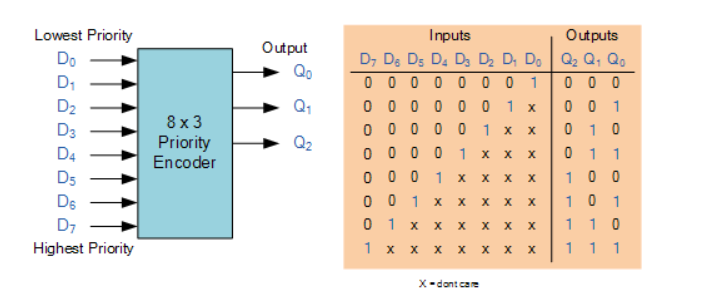 Lowest Priority
D₀
D₁
D₂
D₃
D₄
D₅
D₆
D₇
Highest Priority
8 x 3
Priority
Encoder
Output
Q₀
Q₁
Q₂
Inputs Outputs
D₇ D₆ D₅ D₄ D₃ D₂ D₁ D₀ Q₂ Q₁ Q₀
0 0 0 0 0 0 0 1 0 0 0
0 0 0 0 0 0 1 x 0 0 1
0 0 0 0 0 1 x x 0 1 0
0 0 0 0 1 x x x 0 1 1
0 0 0 1 x x x x 1 0 0
0 0 1 x x x x x 1 0 1
0 1 x x x x x x 1 1 0
1 x x x x x x x 1 1 1
X = dont care